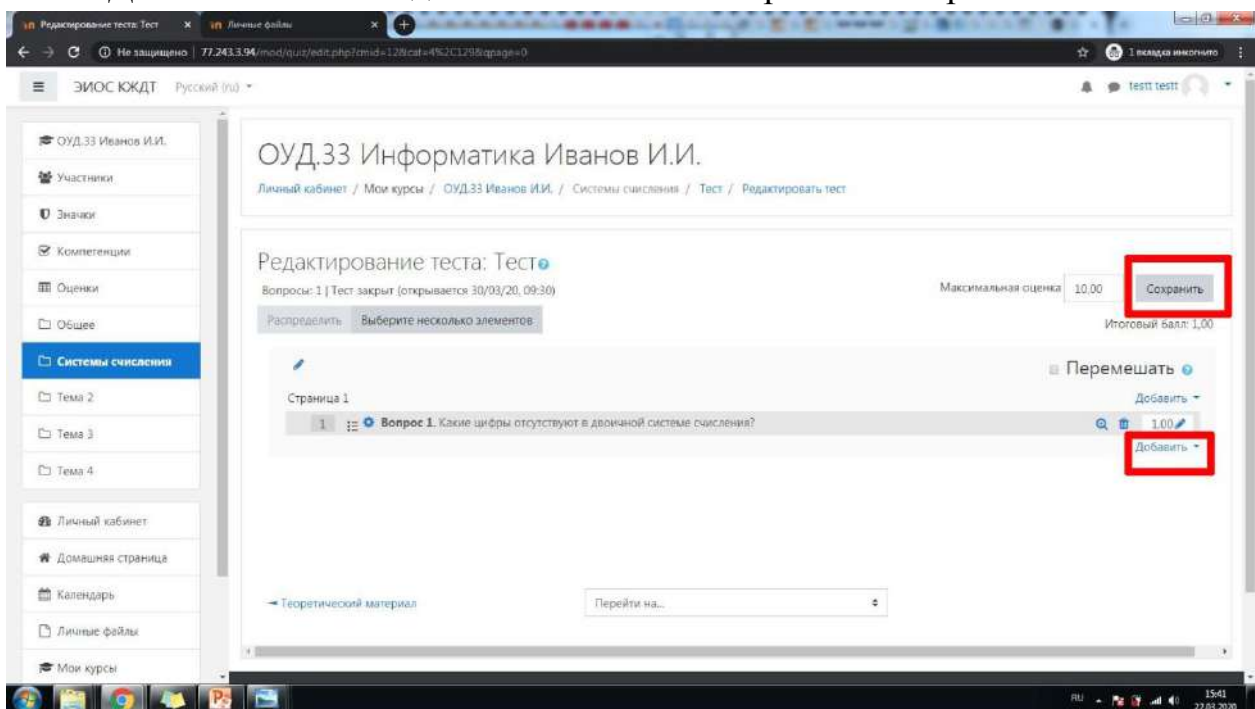 Редактирование теста: Тест × Личные файлы ×
Не защищено | 77.243.3.94/mod/quiz/edit.php?cmid=128&cat=4%2C129&qpage=0 1 вкладка инкогнито
ЭИОС КЖДТ Русский (ru) testt testt
ОУД.33 Иванов И.И.
Участники
Значки
Компетенции
Оценки
Общее
Системы счисления
Тема 2
Тема 3
Тема 4
Личный кабинет
Домашняя страница
Календарь
Личные файлы
Мои курсы
ОУД.33 Информатика Иванов И.И.
Личный кабинет / Мои курсы / ОУД.33 Иванов И.И. / Системы счисления / Тест / Редактировать тест
Редактирование теста: Тест
Вопросы: 1 | Тест закрыт (открывается 30/03/20, 09:30) Максимальная оценка 10,00 Сохранить
Распределить Выберите несколько элементов Итоговый балл: 1,00
Перемешать
Страница 1 Добавить
1 Вопрос 1. Какие цифры отсутствуют в двоичной системе счисления? 1,00
Добавить
Теоретический материал Перейти на...
RU 15:41
22.03.2020